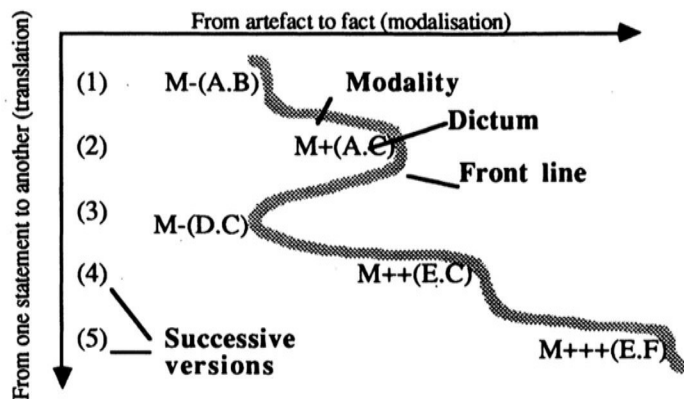 From artefact to fact (modalisation)
From one statement to another (translation)
(1) M-(A.B) Modality
Dictum
(2) M+(A.C)
Front line
(3) M-(D.C)
(4) M++(E.C)
(5) Successive
versions
M+++(E.F)